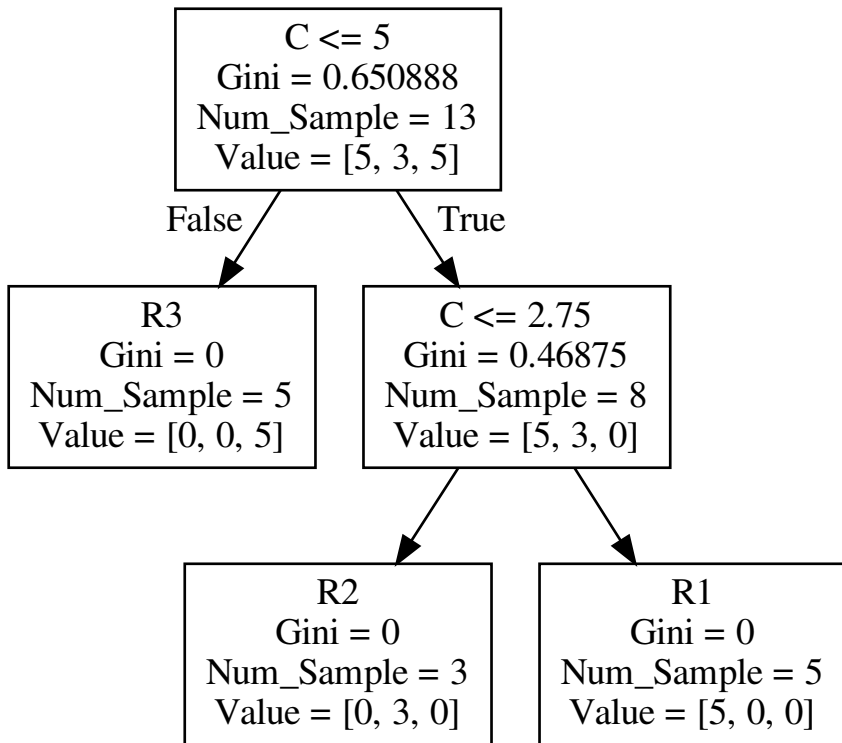 C <= 5
Gini = 0.650888
Num_Sample = 13
Value = [5, 3, 5]
False
True
R3
Gini = 0
Num_Sample = 5
Value = [0, 0, 5]
C <= 2.75
Gini = 0.46875
Num_Sample = 8
Value = [5, 3, 0]
R2
Gini = 0
Num_Sample = 3
Value = [0, 3, 0]
R1
Gini = 0
Num_Sample = 5
Value = [5, 0, 0]